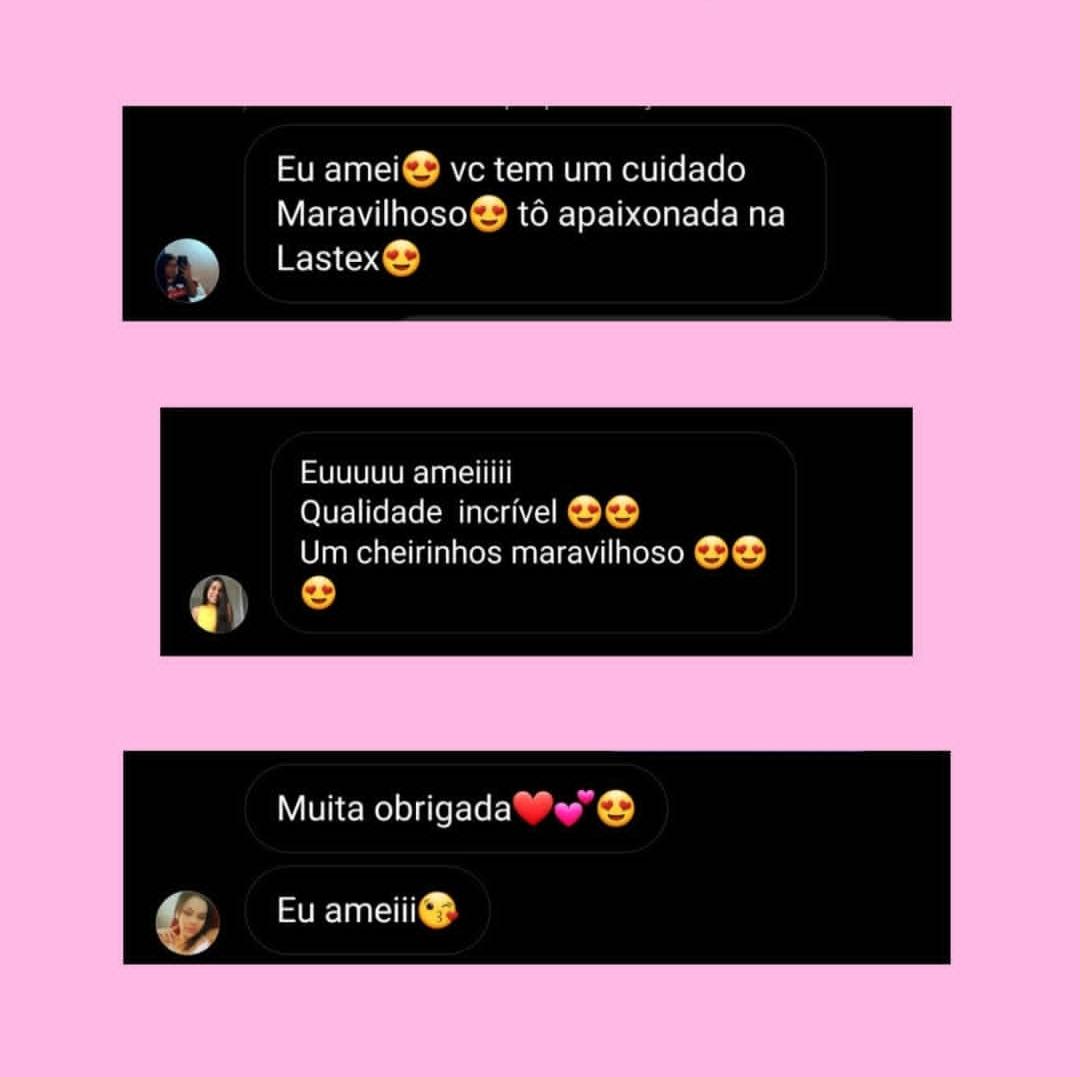 Eu amei😍 vc tem um cuidado
Maravilhoso😍 tô apaixonada na
Lastex😍
Euuuuu ameiiiii
Qualidade  incrível 😍😍
Um cheirinhos maravilhoso 😍😍
😍
Muita obrigada❤️💕😍
Eu ameiii😘